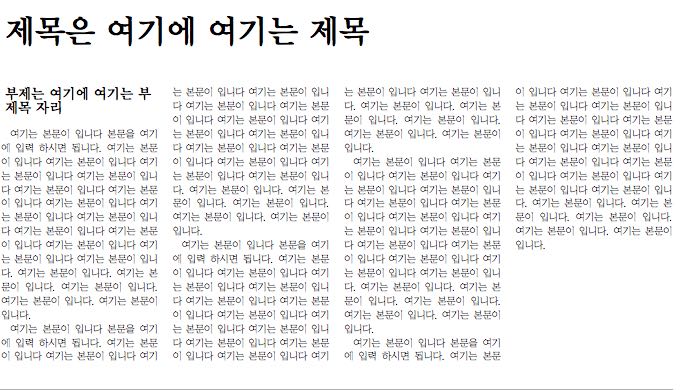 제목은 여기에 여기는 제목
부제는 여기에 여기는 부
제목 자리
여기는 본문이 입니다 본문을 여기
에 입력 하시면 됩니다. 여기는 본문
이 입니다 여기는 본문이 입니다 여기
는 본문이 입니다 여기는 본문이 입니
다 여기는 본문이 입니다 여기는 본문
이 입니다 여기는 본문이 입니다 여기
는 본문이 입니다 여기는 본문이 입니
다 여기는 본문이 입니다 여기는 본문
이 입니다 여기는 본문이 입니다 여기
는 본문이 입니다 여기는 본문이 입니
다. 여기는 본문이 입니다. 여기는 본
문이 입니다. 여기는 본문이 입니다.
여기는 본문이 입니다. 여기는 본문이
입니다.
여기는 본문이 입니다 본문을 여기
에 입력 하시면 됩니다. 여기는 본문
이 입니다 여기는 본문이 입니다 여기
는 본문이 입니다 여기는 본문이 입니
다 여기는 본문이 입니다 여기는 본문
이 입니다 여기는 본문이 입니다 여기
는 본문이 입니다 여기는 본문이 입니
다 여기는 본문이 입니다 여기는 본문
이 입니다 여기는 본문이 입니다 여기
는 본문이 입니다 여기는 본문이 입니
다. 여기는 본문이 입니다. 여기는 본
문이 입니다. 여기는 본문이 입니다.
여기는 본문이 입니다. 여기는 본문이
입니다.
여기는 본문이 입니다 본문을 여기
에 입력 하시면 됩니다. 여기는 본문
이 입니다 여기는 본문이 입니다 여기
는 본문이 입니다 여기는 본문이 입니
다 여기는 본문이 입니다 여기는 본문
이 입니다 여기는 본문이 입니다 여기
는 본문이 입니다 여기는 본문이 입니
다 여기는 본문이 입니다 여기는 본문
이 입니다 여기는 본문이 입니다 여기
는 본문이 입니다 여기는 본문이 입니
다. 여기는 본문이 입니다. 여기는 본
문이 입니다. 여기는 본문이 입니다.
여기는 본문이 입니다. 여기는 본문이
입니다.
여기는 본문이 입니다 여기는 본문
이 입니다 여기는 본문이 입니다 여기
는 본문이 입니다 여기는 본문이 입니
다 여기는 본문이 입니다 여기는 본문
이 입니다 여기는 본문이 입니다 여기
는 본문이 입니다 여기는 본문이 입니
다 여기는 본문이 입니다 여기는 본문
이 입니다 여기는 본문이 입니다 여기
는 본문이 입니다 여기는 본문이 입니
다. 여기는 본문이 입니다. 여기는 본
문이 입니다. 여기는 본문이 입니다.
여기는 본문이 입니다. 여기는 본문이
입니다.
여기는 본문이 입니다 본문을 여기
에 입력 하시면 됩니다. 여기는 본문
이 입니다 여기는 본문이 입니다 여기
는 본문이 입니다 여기는 본문이 입니
다 여기는 본문이 입니다 여기는 본문
이 입니다 여기는 본문이 입니다 여기
는 본문이 입니다 여기는 본문이 입니
다 여기는 본문이 입니다 여기는 본문
이 입니다 여기는 본문이 입니다 여기
는 본문이 입니다 여기는 본문이 입니
다. 여기는 본문이 입니다. 여기는 본
문이 입니다. 여기는 본문이 입니다.
여기는 본문이 입니다. 여기는 본문이
입니다.